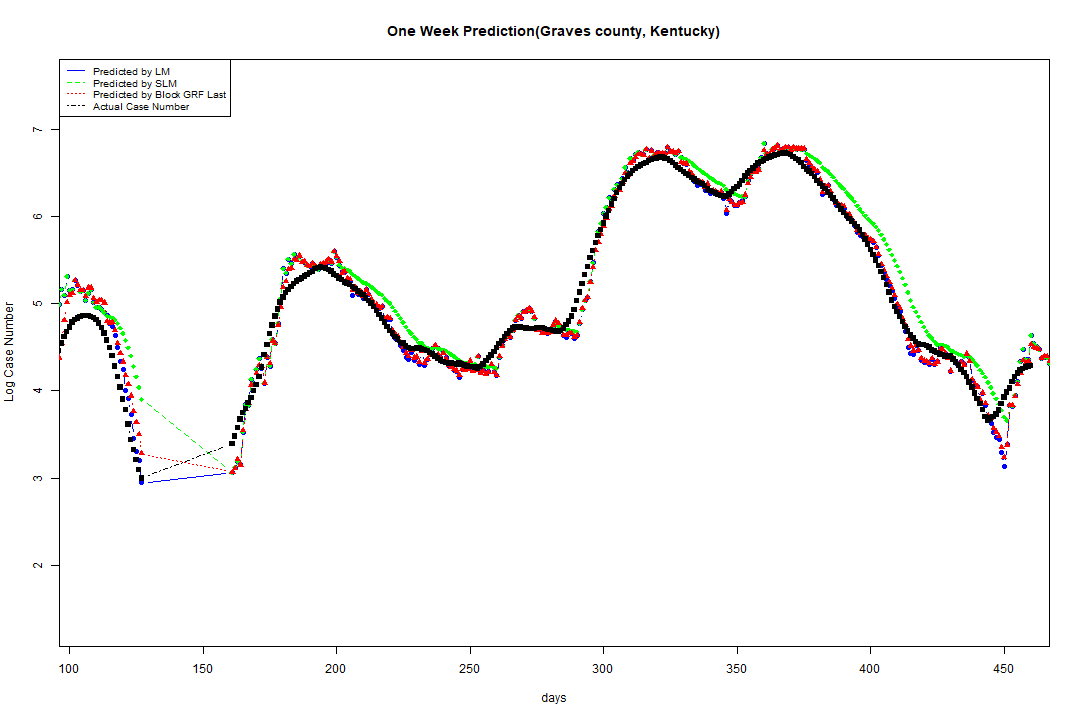 One Week Prediction(Graves county, Kentucky)
Predicted by LM
Predicted by SLM
Predicted by Block GRF Last
Actual Case Number
Log Case Number
7
6
5
4
3
2
100 150 200 250 300 350 400 450
days